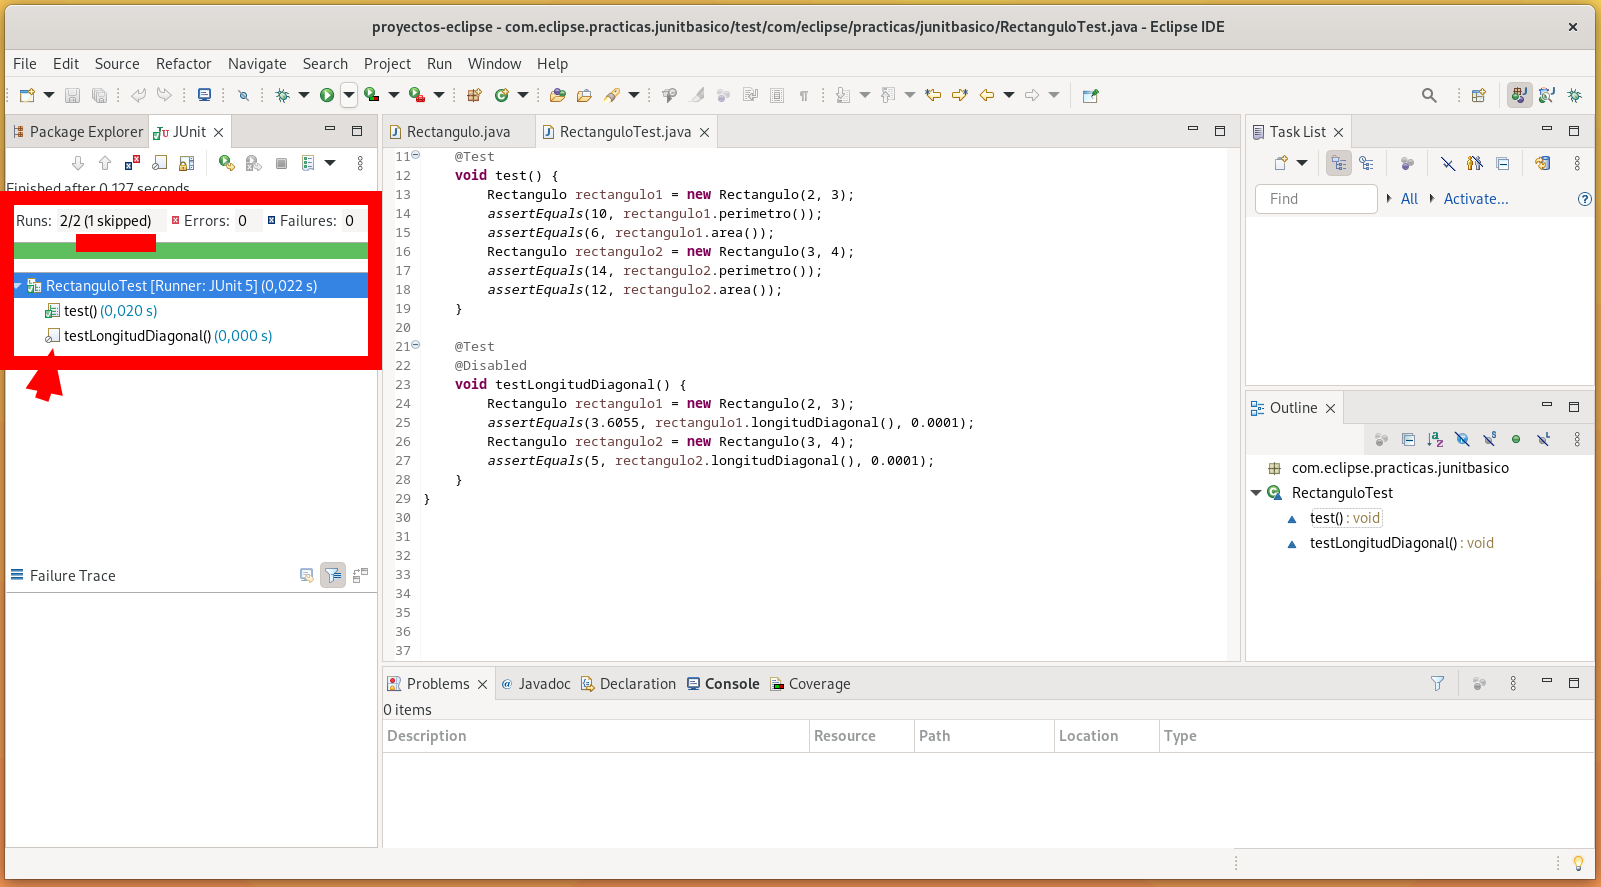 proyectos-eclipse - com.eclipse.practicas.junitbasico/test/com/eclipse/practicas/junitbasico/RectanguloTest.java - Eclipse IDE
File Edit Source Refactor Navigate Search Project Run Window Help
Package Explorer JUnit
Finished after 0,127 seconds
Runs: 2/2 (1 skipped) Errors: 0 Failures: 0
RectanguloTest [Runner: JUnit 5] (0,022 s)
test() (0,020 s)
testLongitudDiagonal() (0,000 s)
Failure Trace
Rectangulo.java RectanguloTest.java
11 @Test
12 void test() {
13 Rectangulo rectangulo1 = new Rectangulo(2, 3);
14 assertEquals(10, rectangulo1.perimetro());
15 assertEquals(6, rectangulo1.area());
16 Rectangulo rectangulo2 = new Rectangulo(3, 4);
17 assertEquals(14, rectangulo2.perimetro());
18 assertEquals(12, rectangulo2.area());
19 }
20
21 @Test
22 @Disabled
23 void testLongitudDiagonal() {
24 Rectangulo rectangulo1 = new Rectangulo(2, 3);
25 assertEquals(3.6055, rectangulo1.longitudDiagonal(), 0.0001);
26 Rectangulo rectangulo2 = new Rectangulo(3, 4);
27 assertEquals(5, rectangulo2.longitudDiagonal(), 0.0001);
28 }
29 }
30
31
32
33
34
35
36
37
Task List
Find All Activate...
Outline
com.eclipse.practicas.junitbasico
RectanguloTest
test() : void
testLongitudDiagonal() : void
Problems Javadoc Declaration Console Coverage
0 items
Description Resource Path Location Type